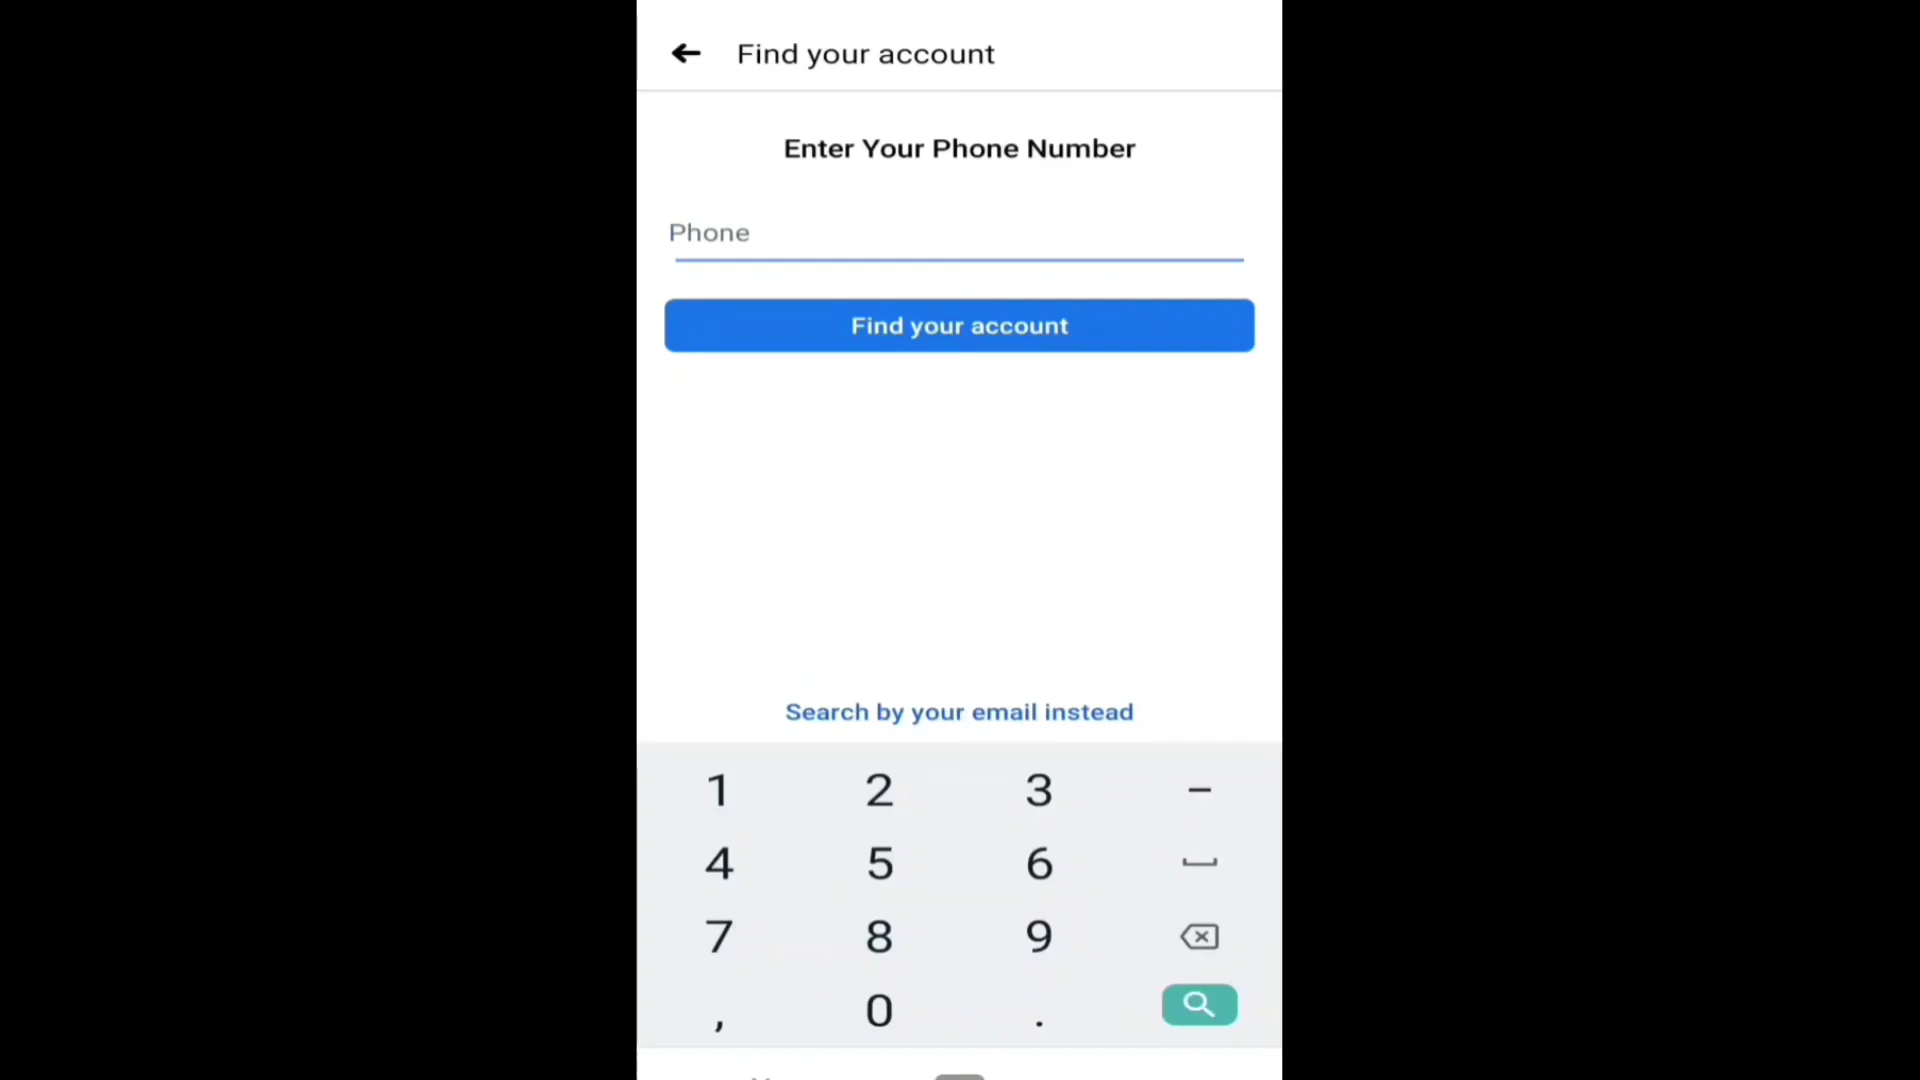 Find your account
Enter Your Phone Number
Phone
Find your account
Search by your email instead
1 2 3 -
4 5 6
7 8 9
, 0 .